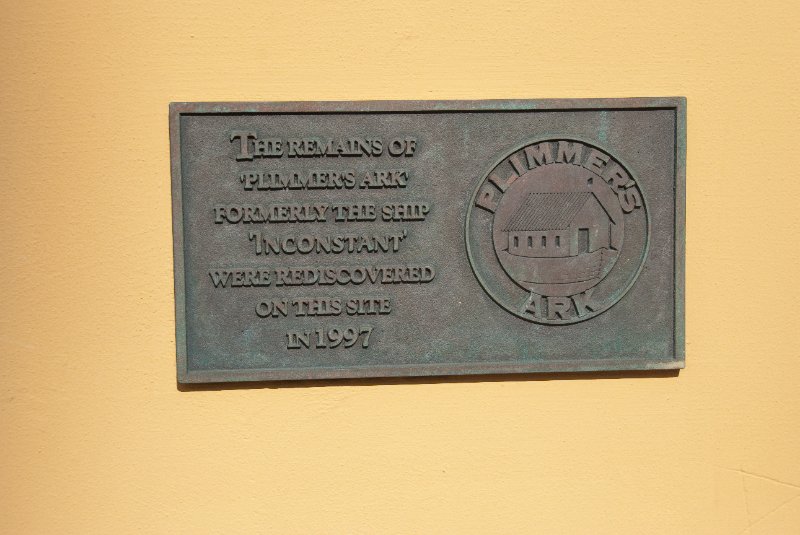 THE REMAINS OF
'PLIMMER'S ARK'
FORMERLY THE SHIP
'INCONSTANT'
WERE REDISCOVERED
ON THIS SITE
IN 1997
PLIMMER'S
ARK